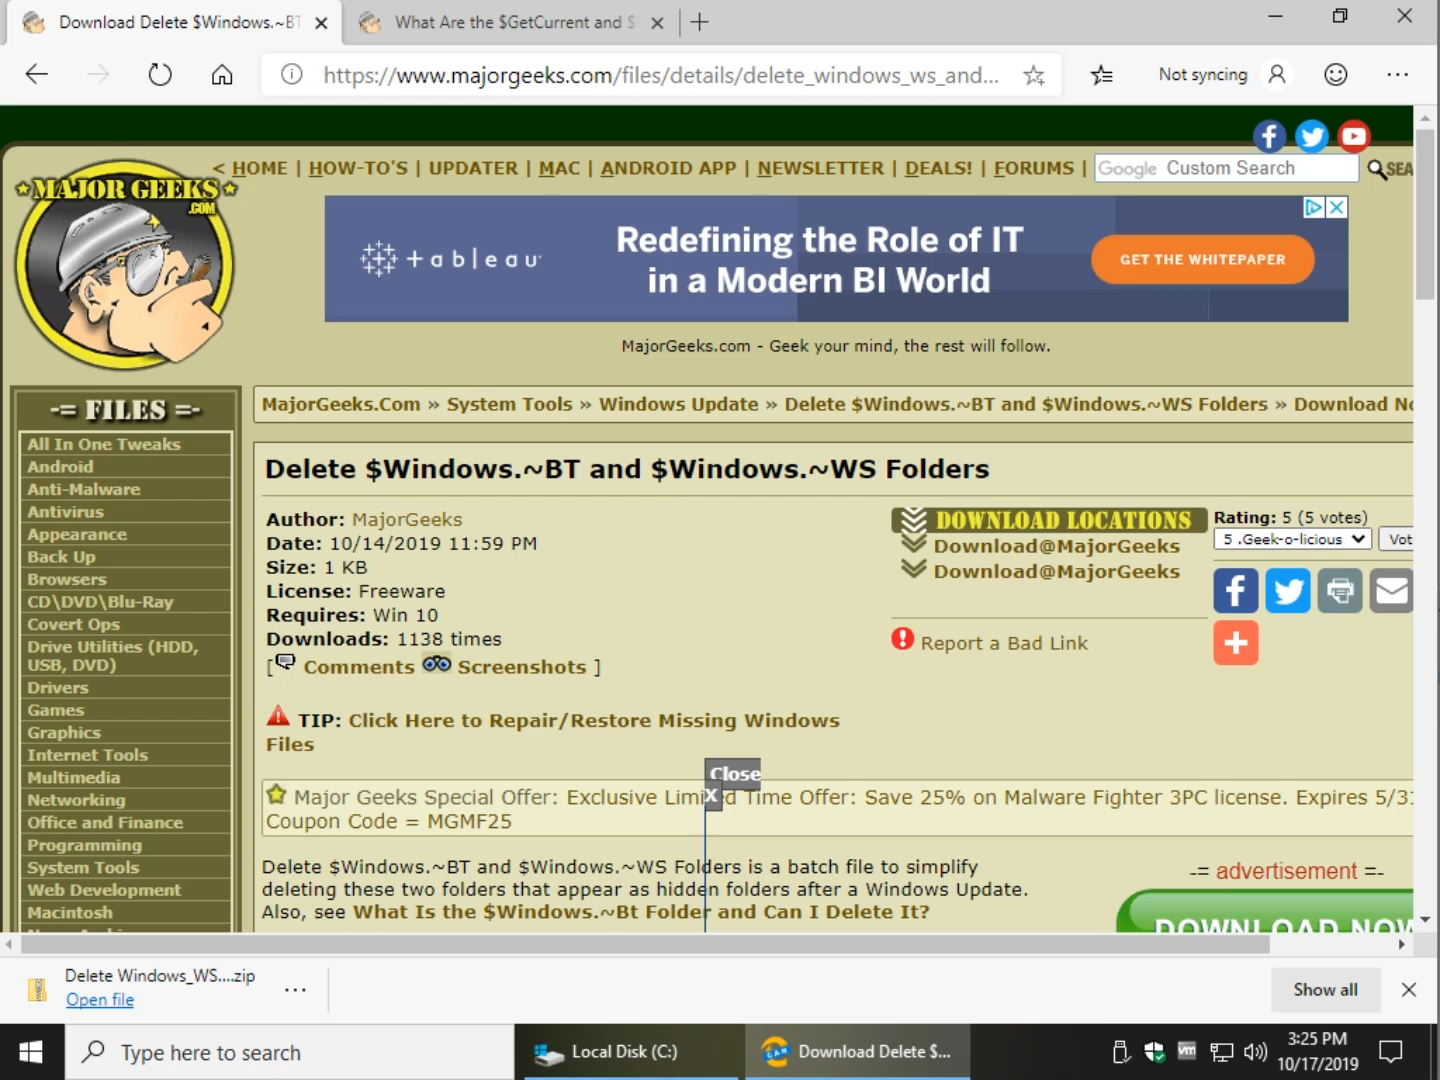 Download Delete $Windows.~BT
What Are the $GetCurrent and $
https://www.majorgeeks.com/files/details/delete_windows_ws_and...
Not syncing
< HOME | HOW-TO'S | UPDATER | MAC | ANDROID APP | NEWSLETTER | DEALS! | FORUMS |
Google Custom Search
SEA
MAJOR GEEKS
.COM
+ableau
Redefining the Role of IT
in a Modern BI World
GET THE WHITEPAPER
MajorGeeks.com - Geek your mind, the rest will follow.
-= FILES =-
All In One Tweaks
Android
Anti-Malware
Antivirus
Appearance
Back Up
Browsers
CD\DVD\Blu-Ray
Covert Ops
Drive Utilities (HDD,
USB, DVD)
Drivers
Games
Graphics
Internet Tools
Multimedia
Networking
Office and Finance
Programming
System Tools
Web Development
Macintosh
MajorGeeks.Com » System Tools » Windows Update » Delete $Windows.~BT and $Windows.~WS Folders » Download No
Delete $Windows.~BT and $Windows.~WS Folders
Author: MajorGeeks
Date: 10/14/2019 11:59 PM
Size: 1 KB
License: Freeware
Requires: Win 10
Downloads: 1138 times
[ Comments Screenshots ]
DOWNLOAD LOCATIONS
Download@MajorGeeks
Download@MajorGeeks
Report a Bad Link
Rating: 5 (5 votes)
5 .Geek-o-licious
Vot
TIP: Click Here to Repair/Restore Missing Windows
Files
Close
X
Major Geeks Special Offer: Exclusive Limited Time Offer: Save 25% on Malware Fighter 3PC license. Expires 5/31
Coupon Code = MGMF25
Delete $Windows.~BT and $Windows.~WS Folders is a batch file to simplify
deleting these two folders that appear as hidden folders after a Windows Update.
Also, see What Is the $Windows.~Bt Folder and Can I Delete It?
-= advertisement =-
DOWNLOAD NOW
Delete Windows_WS....zip
Open file
Show all
Type here to search
Local Disk (C:)
Download Delete $...
vm
3:25 PM
10/17/2019